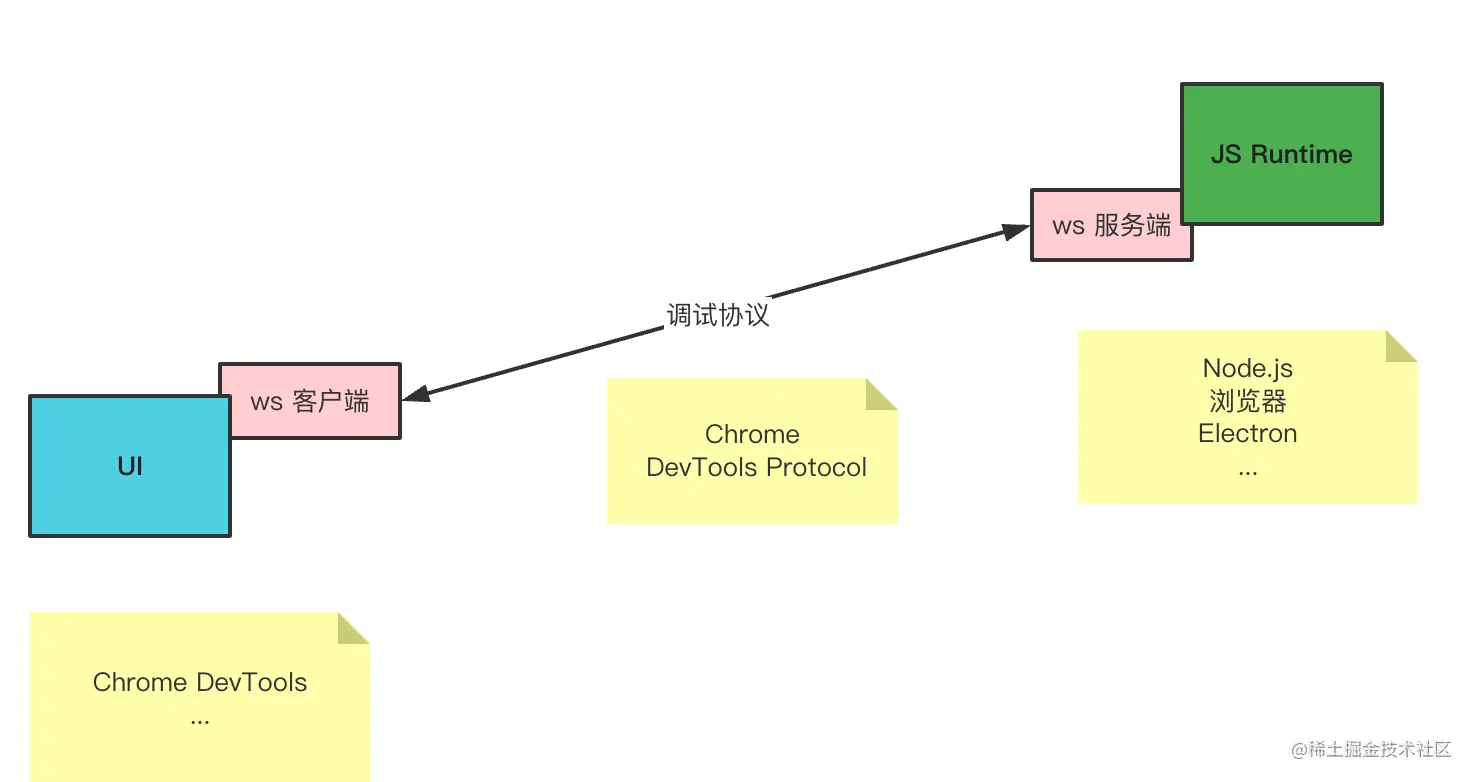 JS Runtime
ws 服务端
调试协议
ws 客户端
UI
Node.js
浏览器
Electron
...
Chrome
DevTools Protocol
Chrome DevTools
...
@稀土掘金技术社区